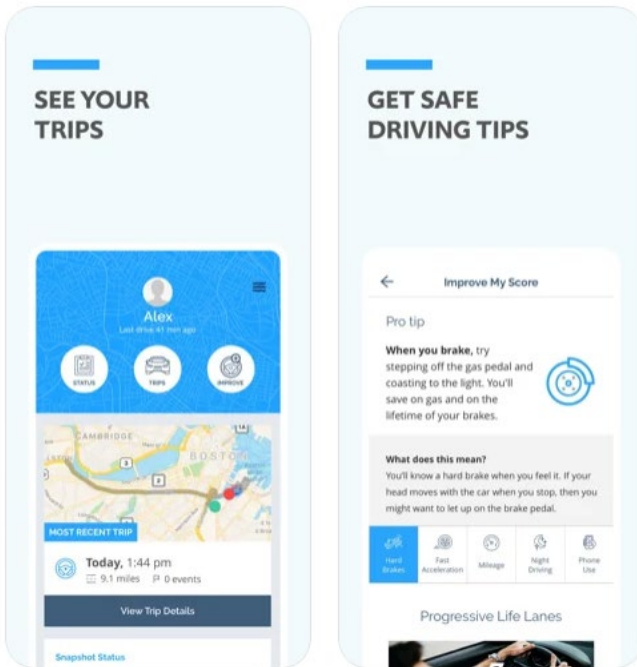 SEE YOUR
TRIPS
Alex
Last drive 41 min ago
STATUS
TRIPS
IMPROVE
CAMBRIDGE
BOSTON
MOST RECENT TRIP
Today, 1:44 pm
9.1 miles 0 events
View Trip Details
Snapshot Status
GET SAFE
DRIVING TIPS
Improve My Score
Pro tip
When you brake, try
stepping off the gas pedal and
coasting to the light. You'll
save on gas and on the
lifetime of your brakes.
What does this mean?
You'll know a hard brake when you feel it. If your
head moves with the car when you stop, then you
might want to let up on the brake pedal.
Hard
Brakes
Fast
Acceleration
Mileage
Night
Driving
Phone
Use
Progressive Life Lanes